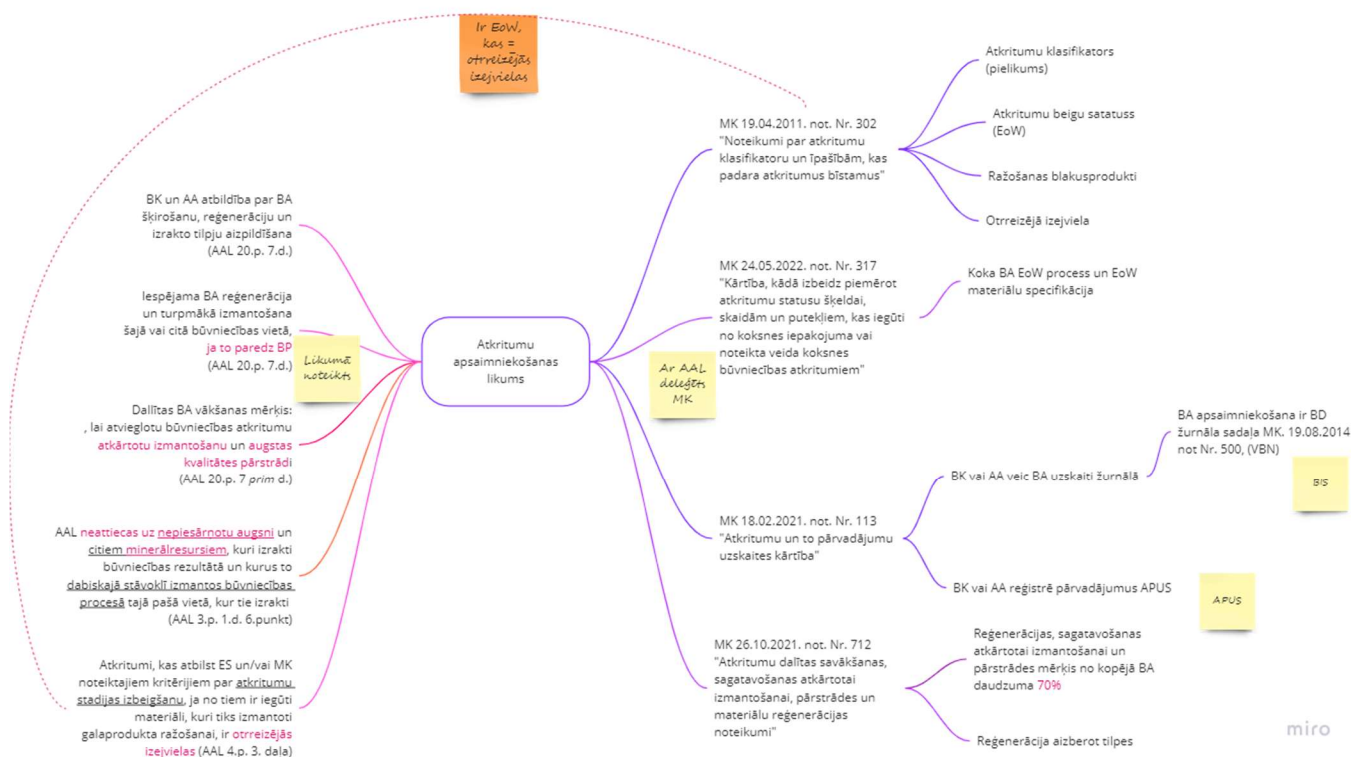 Ir EoW,
kas =
otrreizējās
izejvielas
BK un AA atbildība par BA
šķirošanu, reģenerāciju un
izrakto tilpju aizpildīšana
(AAL 20.p. 7.d.)
Iespējama BA reģenerācija
un turpmākā izmantošana
šajā vai citā būvniecības vietā,
ja to paredz BP
(AAL 20.p. 7.d.)
Likumā
noteikts
Dallītas BA vākšanas mērķis:
, lai atvieglotu būvniecības atkritumu
atkārtotu izmantošanu un augstas
kvalitātes pārstrādi
(AAL 20.p. 7 prim d.)
AAL neattiecas uz nepiesārnotu augsni un
citiem minerālresursiem, kuri izrakti
būvniecības rezultātā un kurus to
dabiskajā stāvoklī izmantos būvniecības
procesā tajā pašā vietā, kur tie izrakti
(AAL 3.p. 1.d. 6.punkt)
Atkritumi, kas atbilst ES un/vai MK
noteiktajiem kritērijiem par atkritumu
stadijas izbeigšanu, ja no tiem ir iegūti
materiāli, kuri tiks izmantoti
galaprodukta ražošanai, ir otrreizējās
izejvielas (AAL 4.p. 3. daļa)
Atkritumu
apsaimniekošanas
likums
Ar AAL
deleģēts
MK
MK 19.04.2011. not. Nr. 302
"Noteikumi par atkritumu
klasifikatoru un īpašībām, kas
padara atkritumus bīstamus"
Atkritumu klasifikators
(pielikums)
Atkritumu beigu satatuss
(EoW)
Ražošanas blakusprodukti
Otrreizējā izejviela
MK 24.05.2022. not. Nr. 317
"Kārtība, kādā izbeidz piemērot
atkritumu statusu šķeldai,
skaidām un putekļiem, kas iegūti
no koksnes iepakojuma vai
noteikta veida koksnes
būvniecības atkritumiem"
Koka BA EoW process un EoW
materiālu specifikācija
MK 18.02.2021. not. Nr. 113
"Atkritumu un to pārvadājumu
uzskaites kārtība"
BK vai AA veic BA uzskaiti žurnālā
BA apsaimniekošana ir BD
žurnāla sadaļa MK. 19.08.2014
not Nr. 500, (VBN)
BIS
BK vai AA reģistrē pārvadājumus APUS
APUS
MK 26.10.2021. not. Nr. 712
"Atkritumu dalītas savākšanas,
sagatavošanas atkārtotai
izmantošanai, pārstrādes un
materiālu reģenerācijas
noteikumi"
Reģenerācijas, sagatavošanas
atkārtotai izmantošanai un
pārstrādes mērķis no kopējā BA
daudzuma 70%
Reģenerācija aizberot tilpes
miro